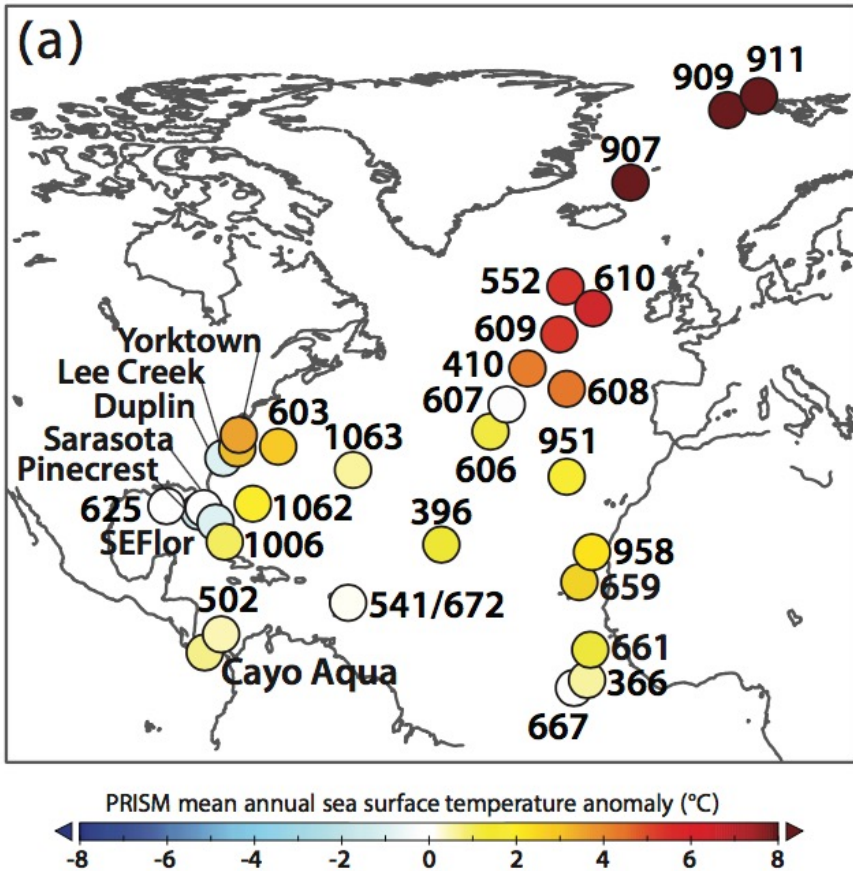 (a)
911
909
907
552
610
609
410
608
607
606
951
Yorktown
Lee Creek
Duplin
Sarasota
Pinecrest
603
1063
625
1062
SEFlor
1006
396
958
659
502
541/672
Cayo Aqua
661
366
667
PRISM mean annual sea surface temperature anomaly (°C)
-8 -6 -4 -2 0 2 4 6 8